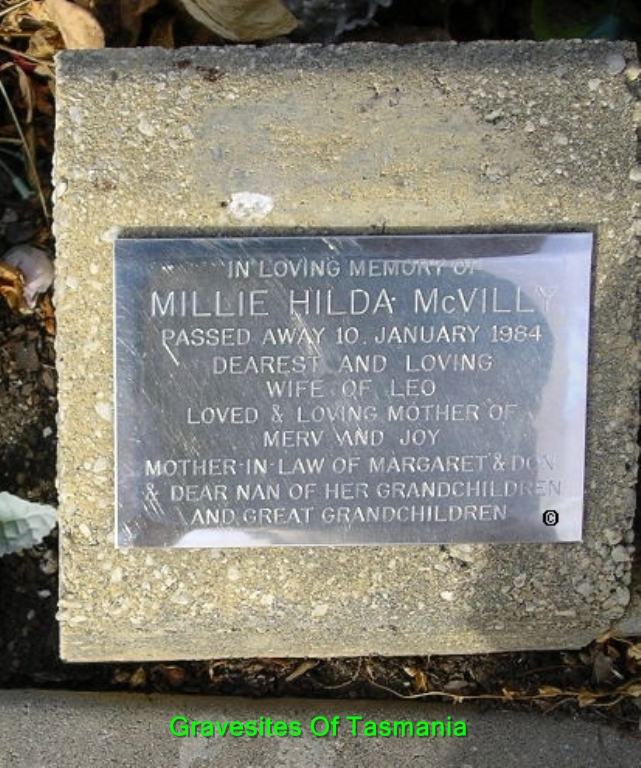 IN LOVING MEMORY OF
MILLIE HILDA McVILLY
PASSED AWAY 10. JANUARY 1984
DEAREST AND LOVING
WIFE OF LEO
LOVED & LOVING MOTHER OF
MERV AND JOY
MOTHER-IN-LAW OF MARGARET & DON
& DEAR NAN OF HER GRANDCHILDREN
AND GREAT GRANDCHILDREN ©
Gravesites Of Tasmania